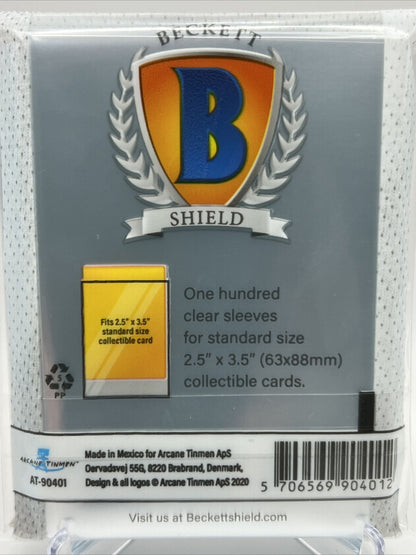 BECKETT
B
SHIELD
One hundred
clear sleeves
for standard size
2.5" x 3.5" (63x88mm)
collectible cards.
Fits 2.5" x 3.5"
standard size
collectible card
5
PP
ARCANE TINMEN
AT-90401
Made in Mexico for Arcane Tinmen ApS
Oervadsvej 55G, 8220 Brabrand, Denmark,
Design & all logos © Arcane Tinmen ApS 2020
5 706569 904012
Visit us at Beckettshield.com